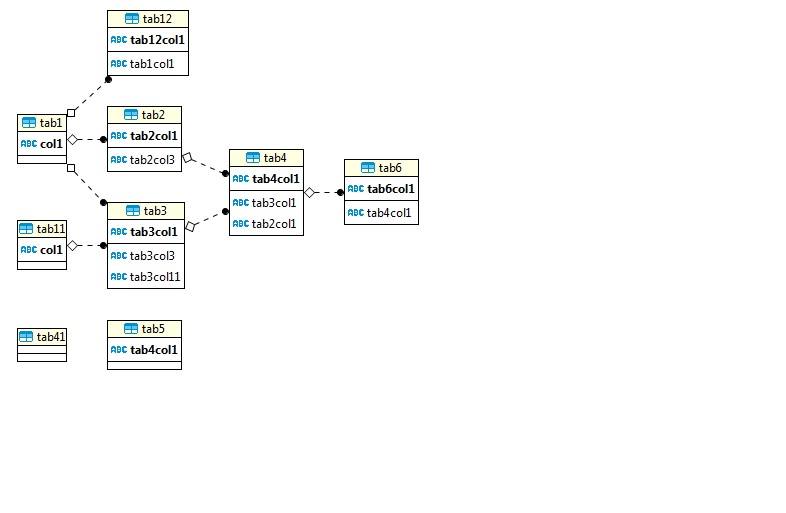 tab12
ABC tab12col1
ABC tab1col1
tab1
ABC col1
tab2
ABC tab2col1
ABC tab2col3
tab4
ABC tab4col1
ABC tab3col1
ABC tab2col1
tab6
ABC tab6col1
ABC tab4col1
tab11
ABC col1
tab3
ABC tab3col1
ABC tab3col3
ABC tab3col11
tab41
tab5
ABC tab4col1